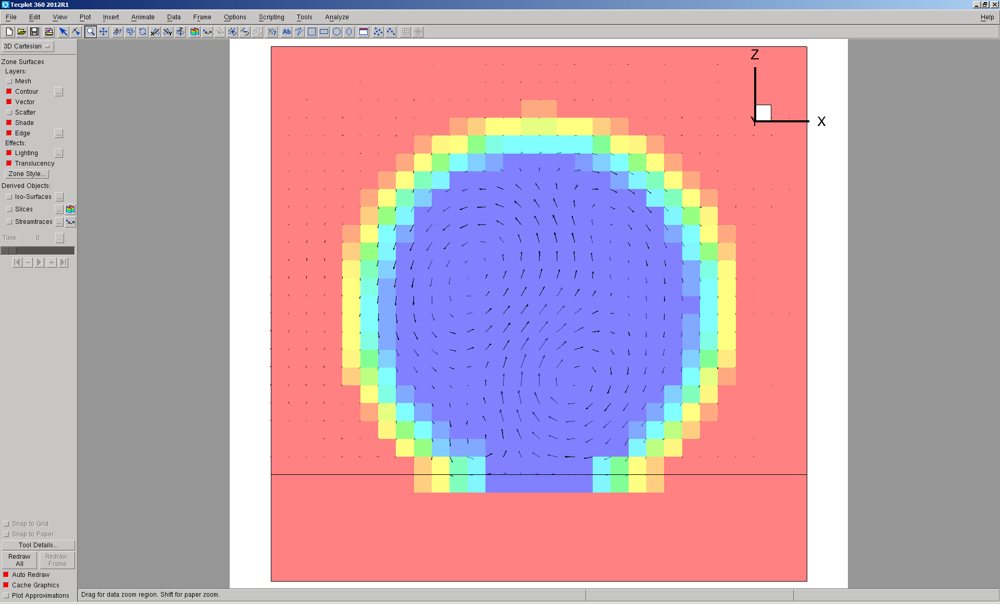 Tecplot 360 2012R1
File Edit View Plot Insert Animate Data Frame Options Scripting Tools Analyze Help
Ab
3D Cartesian
Zone Surfaces
Layers:
Mesh
Contour ...
Vector
Scatter
Shade
Edge ...
Effects:
Lighting ...
Translucency
Zone Style...
Derived Objects:
Iso-Surfaces ...
Slices ...
Streamtraces ...
Time 0 ...
Snap to Grid
Snap to Paper
Tool Details...
Redraw All
Redraw Frame
Auto Redraw
Cache Graphics
Plot Approximations
Z
Y
X
Drag for data zoom region. Shift for paper zoom.